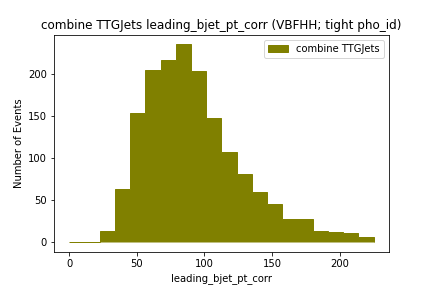 combine TTGJets leading_bjet_pt_corr (VBFHH; tight pho_id)
combine TTGJets
Number of Events
200
150
100
50
0
0 50 100 150 200
leading_bjet_pt_corr